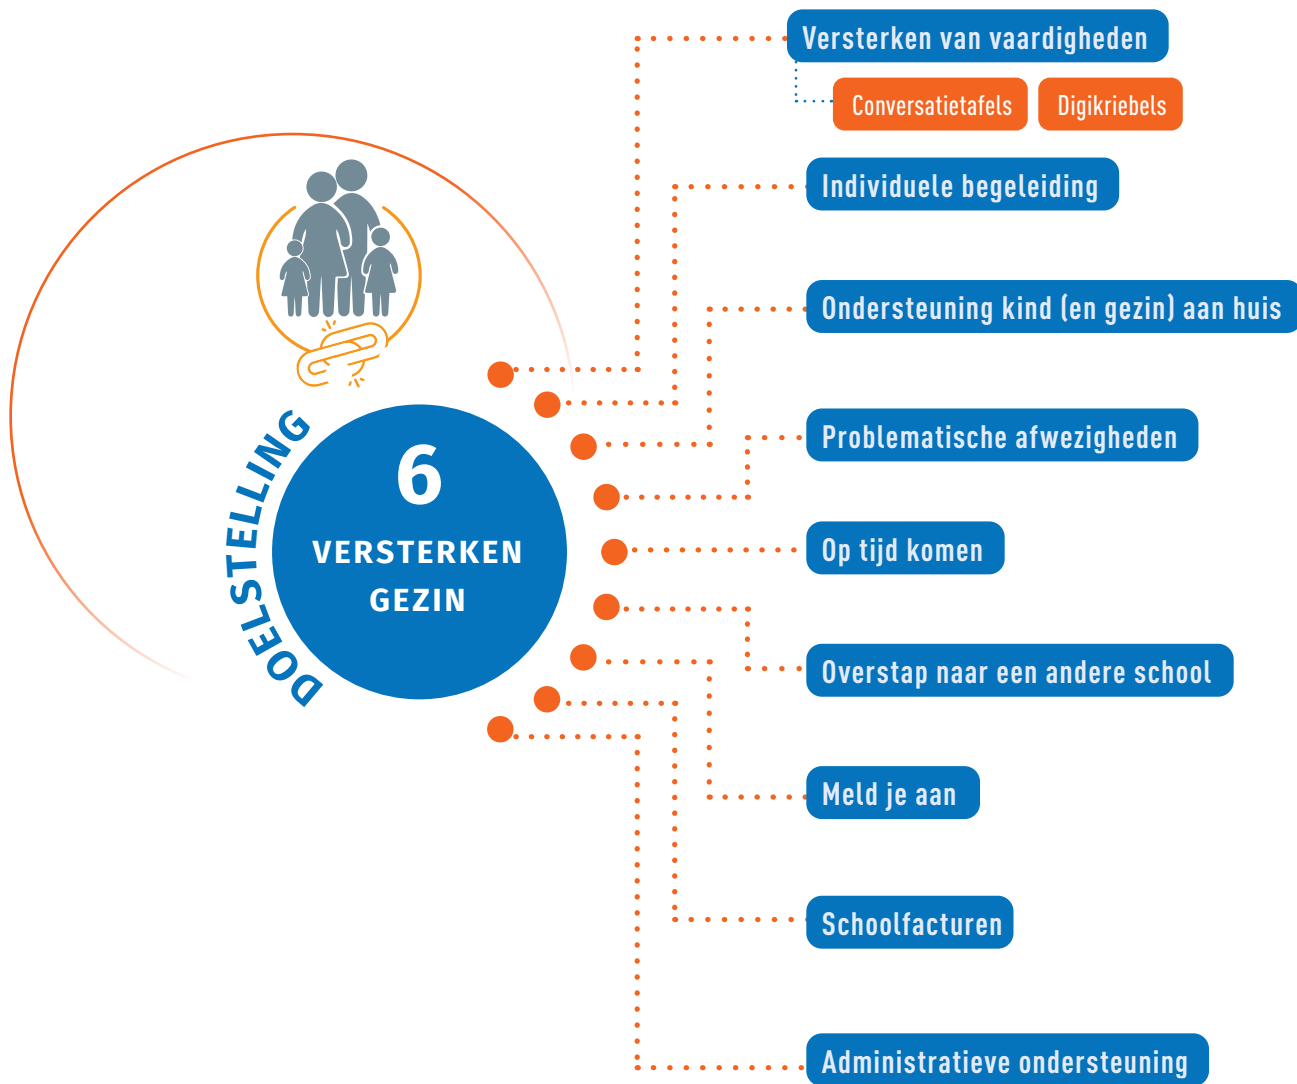 DOELSTELLING
6
VERSTERKEN
GEZIN
Versterken van vaardigheden
Conversatietafels
Digikriebels
Individuele begeleiding
Ondersteuning kind (en gezin) aan huis
Problematische afwezigheden
Op tijd komen
Overstap naar een andere school
Meld je aan
Schoolfacturen
Administratieve ondersteuning